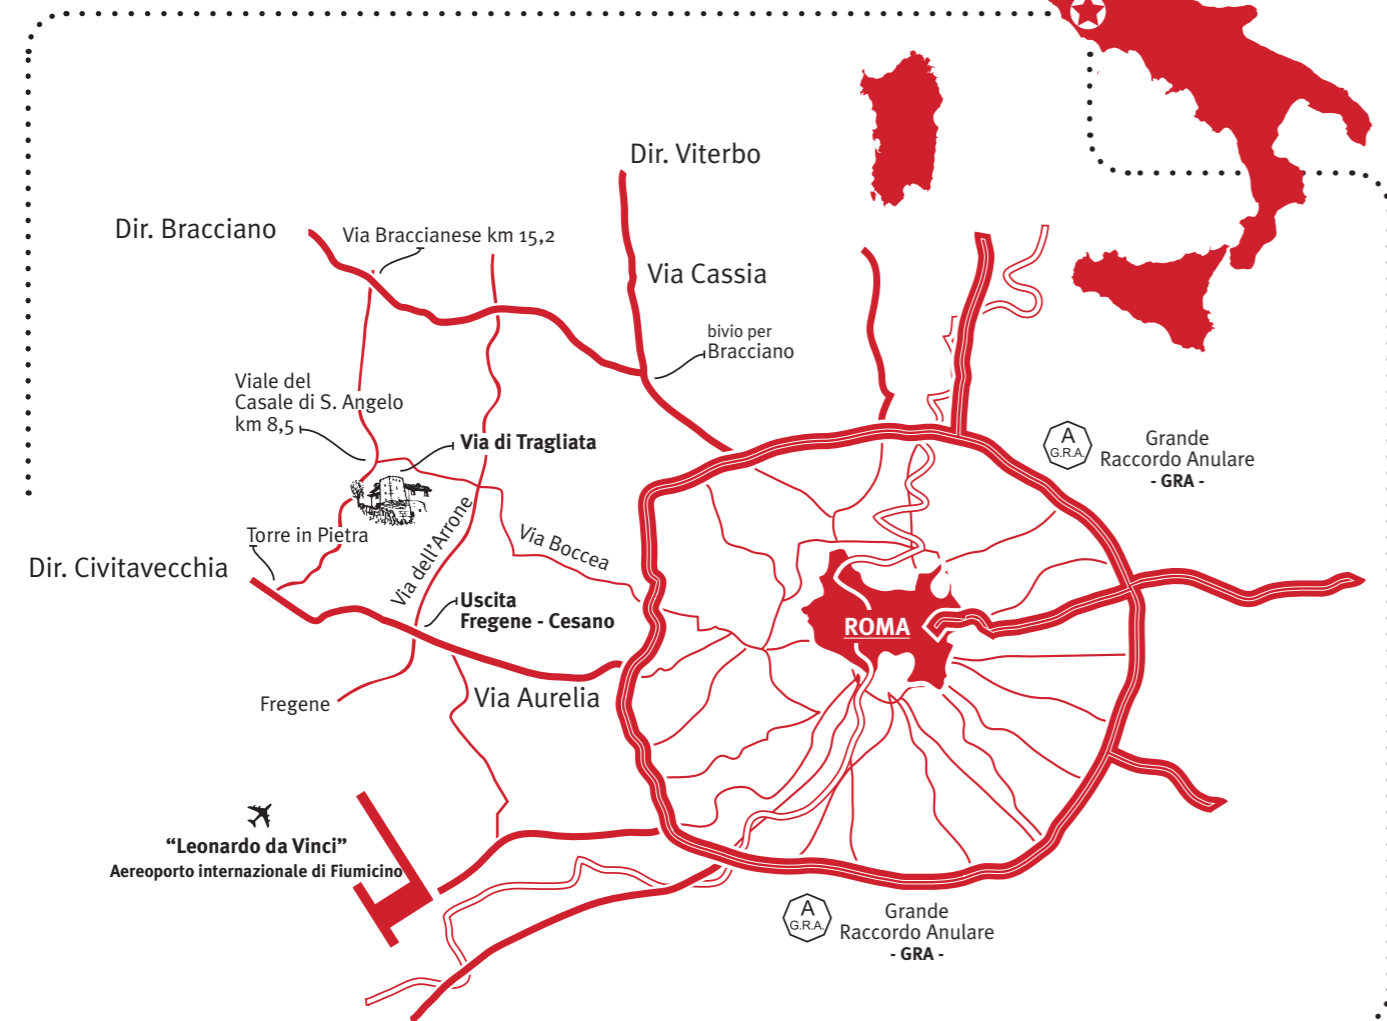 Dir. Viterbo
Dir. Bracciano
Via Braccianese km 15,2
Via Cassia
bivio per
Bracciano
Viale del
Casale di S. Angelo
km 8,5
Via di Tragliata
A
G.R.A.
Grande
Raccordo Anulare
- GRA -
Torre in Pietra
Via dell'Arrone
Via Boccea
Dir. Civitavecchia
Uscita
Fregene - Cesano
ROMA
Fregene
Via Aurelia
“Leonardo da Vinci”
Aereoporto internazionale di Fiumicino
A
G.R.A.
Grande
Raccordo Anulare
- GRA -